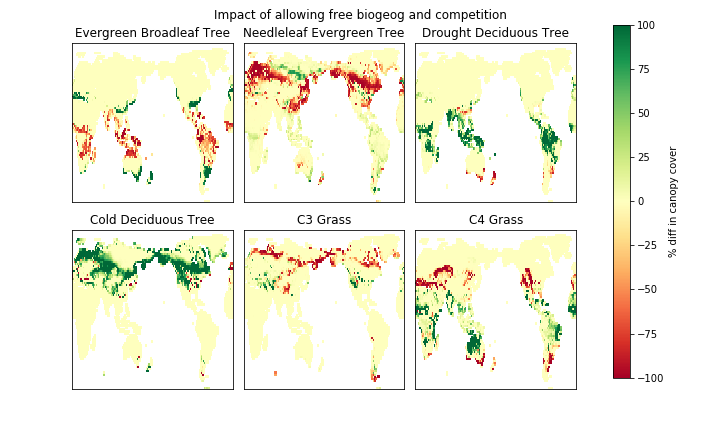 Impact of allowing free biogeog and competition
Evergreen Broadleaf Tree
Needleleaf Evergreen Tree
Drought Deciduous Tree
Cold Deciduous Tree
C3 Grass
C4 Grass
100
75
50
25
0
−25
−50
−75
−100
% diff in canopy cover